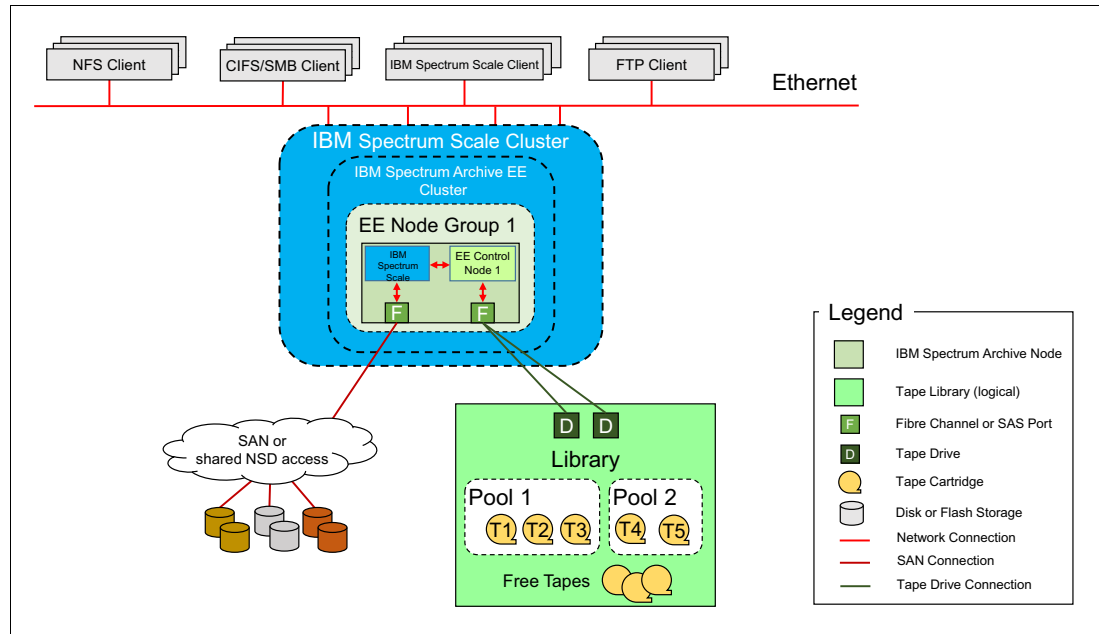 NFS Client
CIFS/SMB Client
IBM Spectrum Scale Client
FTP Client
Ethernet
IBM Spectrum Scale Cluster
IBM Spectrum Archive EE
Cluster
EE Node Group 1
IBM
Spectrum
Scale
EE Control
Node 1
F
F
SAN or
shared NSD access
D
D
Library
Pool 1
Pool 2
T1
T2
T3
T4
T5
Free Tapes
Legend
IBM Spectrum Archive Node
Tape Library (logical)
F
Fibre Channel or SAS Port
D
Tape Drive
Tape Cartridge
Disk or Flash Storage
Network Connection
SAN Connection
Tape Drive Connection